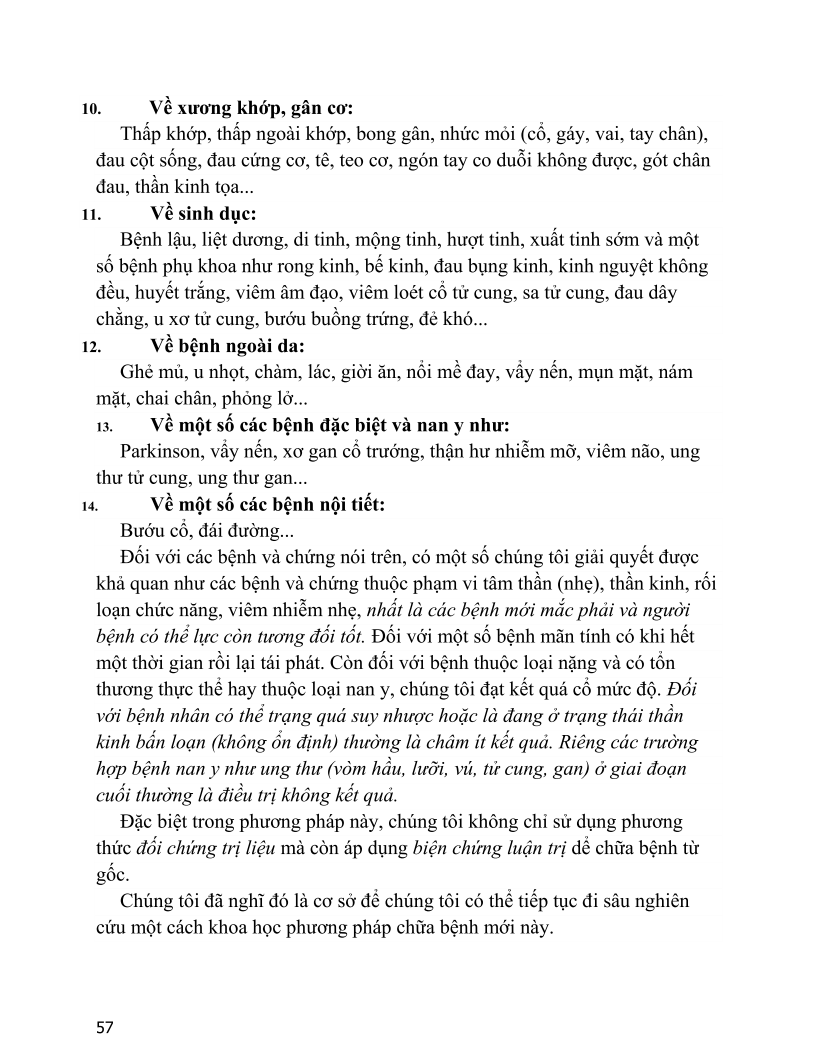 10. Về xương khớp, gân cơ:
Thấp khớp, thấp ngoài khớp, bong gân, nhức mỏi (cổ, gáy, vai, tay chân),
đau cột sống, đau cứng cơ, tê, teo cơ, ngón tay co duỗi không được, gót chân
đau, thần kinh tọa...
11. Về sinh dục:
Bệnh lậu, liệt dương, di tinh, mộng tinh, hượt tinh, xuất tinh sớm và một
số bệnh phụ khoa như rong kinh, bế kinh, đau bụng kinh, kinh nguyệt không
đều, huyết trắng, viêm âm đạo, viêm loét cổ tử cung, sa tử cung, đau dây
chằng, u xơ tử cung, bướu buồng trứng, đẻ khó...
12. Về bệnh ngoài da:
Ghẻ mủ, u nhọt, chàm, lác, giời ăn, nổi mề đay, vẩy nến, mụn mặt, nám
mặt, chai chân, phỏng lở...
13. Về một số các bệnh đặc biệt và nan y như:
Parkinson, vẩy nến, xơ gan cổ trướng, thận hư nhiễm mỡ, viêm não, ung
thư tử cung, ung thư gan...
14. Về một số các bệnh nội tiết:
Bướu cổ, đái đường...
Đối với các bệnh và chứng nói trên, có một số chúng tôi giải quyết được
khả quan như các bệnh và chứng thuộc phạm vi tâm thần (nhẹ), thần kinh, rối
loạn chức năng, viêm nhiễm nhẹ, nhất là các bệnh mới mắc phải và người
bệnh có thể lực còn tương đối tốt. Đối với một số bệnh mãn tính có khi hết
một thời gian rồi lại tái phát. Còn đối với bệnh thuộc loại nặng và có tổn
thương thực thể hay thuộc loại nan y, chúng tôi đạt kết quả cổ mức độ. Đối
với bệnh nhân có thể trạng quá suy nhược hoặc là đang ở trạng thái thần
kinh bấn loạn (không ổn định) thường là châm ít kết quả. Riêng các trường
hợp bệnh nan y như ung thư (vòm hầu, lưỡi, vú, tử cung, gan) ở giai đoạn
cuối thường là điều trị không kết quả.
Đặc biệt trong phương pháp này, chúng tôi không chỉ sử dụng phương
thức đối chứng trị liệu mà còn áp dụng biện chứng luận trị dể chữa bệnh từ
gốc.
Chúng tôi đã nghĩ đó là cơ sở để chúng tôi có thể tiếp tục đi sâu nghiên
cứu một cách khoa học phương pháp chữa bệnh mới này.
57